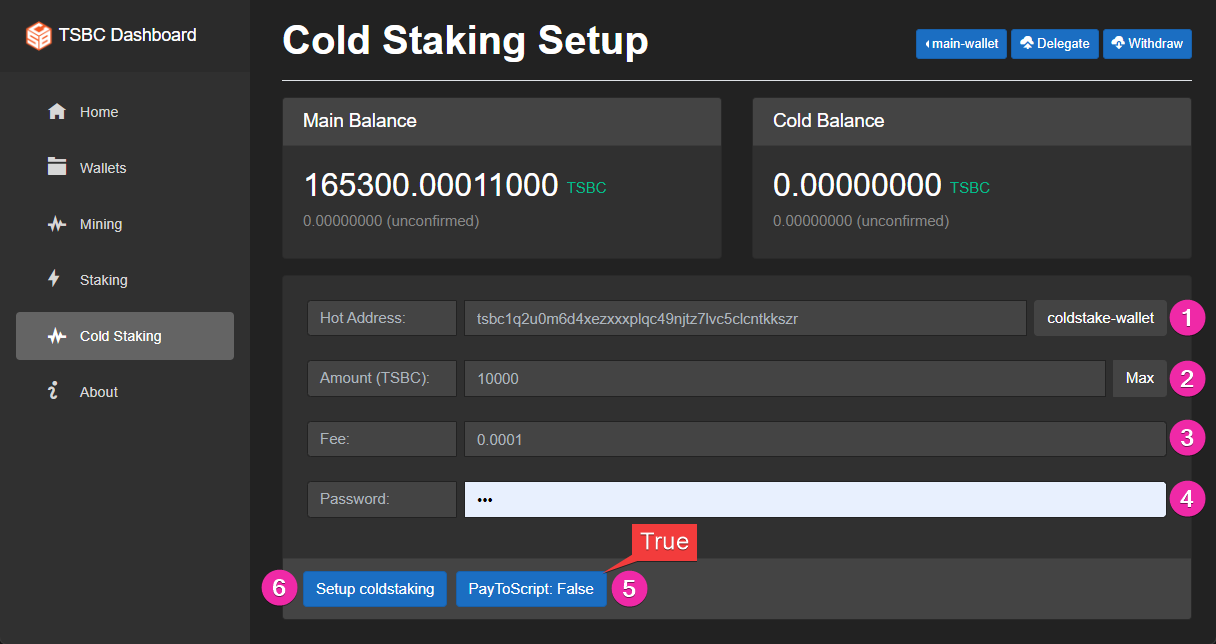 TSBC Dashboard
Home
Wallets
Mining
Staking
Cold Staking
About
Cold Staking Setup
main-wallet
Delegate
Withdraw
Main Balance
165300.00011000 TSBC
0.00000000 (unconfirmed)
Cold Balance
0.00000000 TSBC
0.00000000 (unconfirmed)
Hot Address: tsbc1q2u0m6d4xezxxxplqc49njtz7lvc5clcntkkszr coldstake-wallet 1
Amount (TSBC): 10000 Max 2
Fee: 0.0001 3
Password: ••• 4
True
6 Setup coldstaking PayToScript: False 5